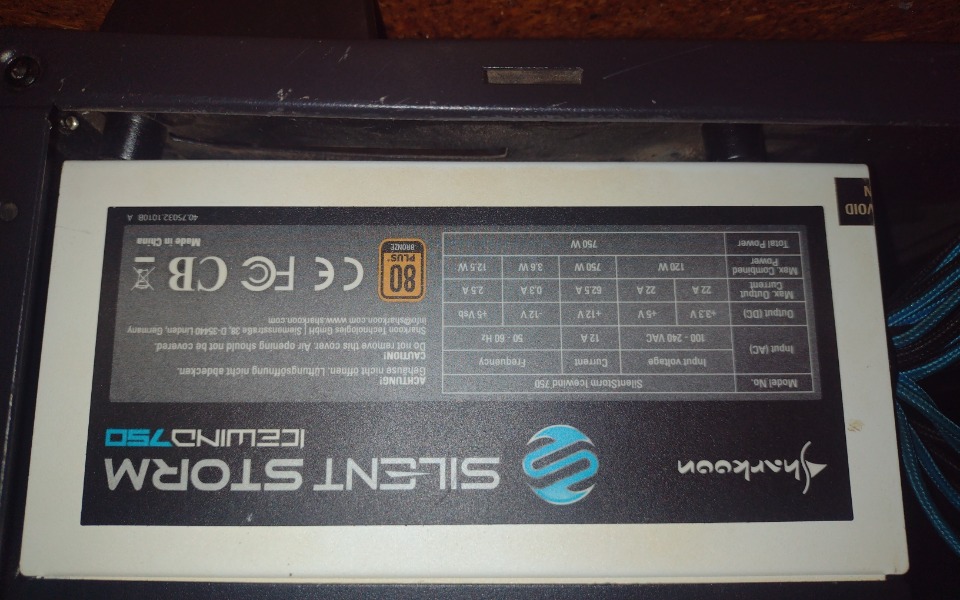 Sharkoon
SILENT STORM
ICEWIND 750
Model No. SilentStorm Icewind 750
Input (AC) Input voltage Current Frequency
100 - 240 VAC 12 A 50 - 60 Hz
Output (DC) +3.3 V +5 V +12 V -12 V +5 Vsb
Max. Output Current 22 A 22 A 62.5 A 0.3 A 2.5 A
Max. Combined Power 120 W 750 W 3.6 W 12.5 W
Total Power 750 W
ACHTUNG!
Gehäuse nicht öffnen. Lüftungsöffnung nicht abdecken.
CAUTION!
Do not remove this cover. Air opening should not be covered.
Sharkoon Technologies GmbH Siemensstraße 38, D-35440 Linden, Germany
info@sharkoon.com www.sharkoon.com
80
PLUS
BRONZE
CE FC CB
Made in China
40.75032.1010B A
VOID